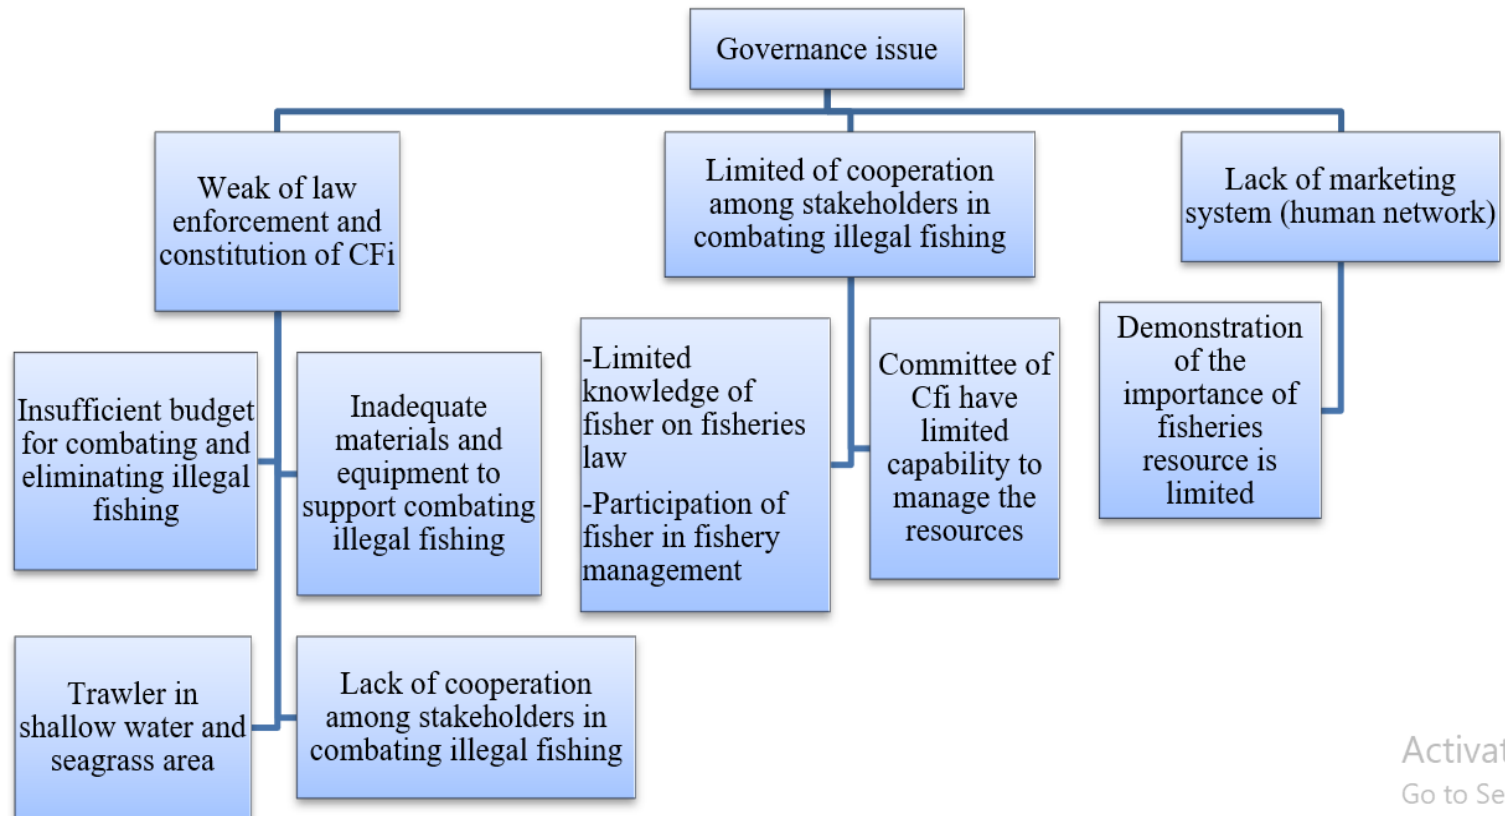 Governance issue
Weak of law
enforcement and
constitution of CFi
Limited of cooperation
among stakeholders in
combating illegal fishing
Lack of marketing
system (human network)
Insufficient budget
for combating and
eliminating illegal
fishing
Inadequate
materials and
equipment to
support combating
illegal fishing
-Limited
knowledge of
fisher on fisheries
law
-Participation of
fisher in fishery
management
Committee of
Cfi have
limited
capability to
manage the
resources
Demonstration
of the
importance of
fisheries
resource is
limited
Trawler in
shallow water and
seagrass area
Lack of cooperation
among stakeholders in
combating illegal fishing
Activat
Go to Se